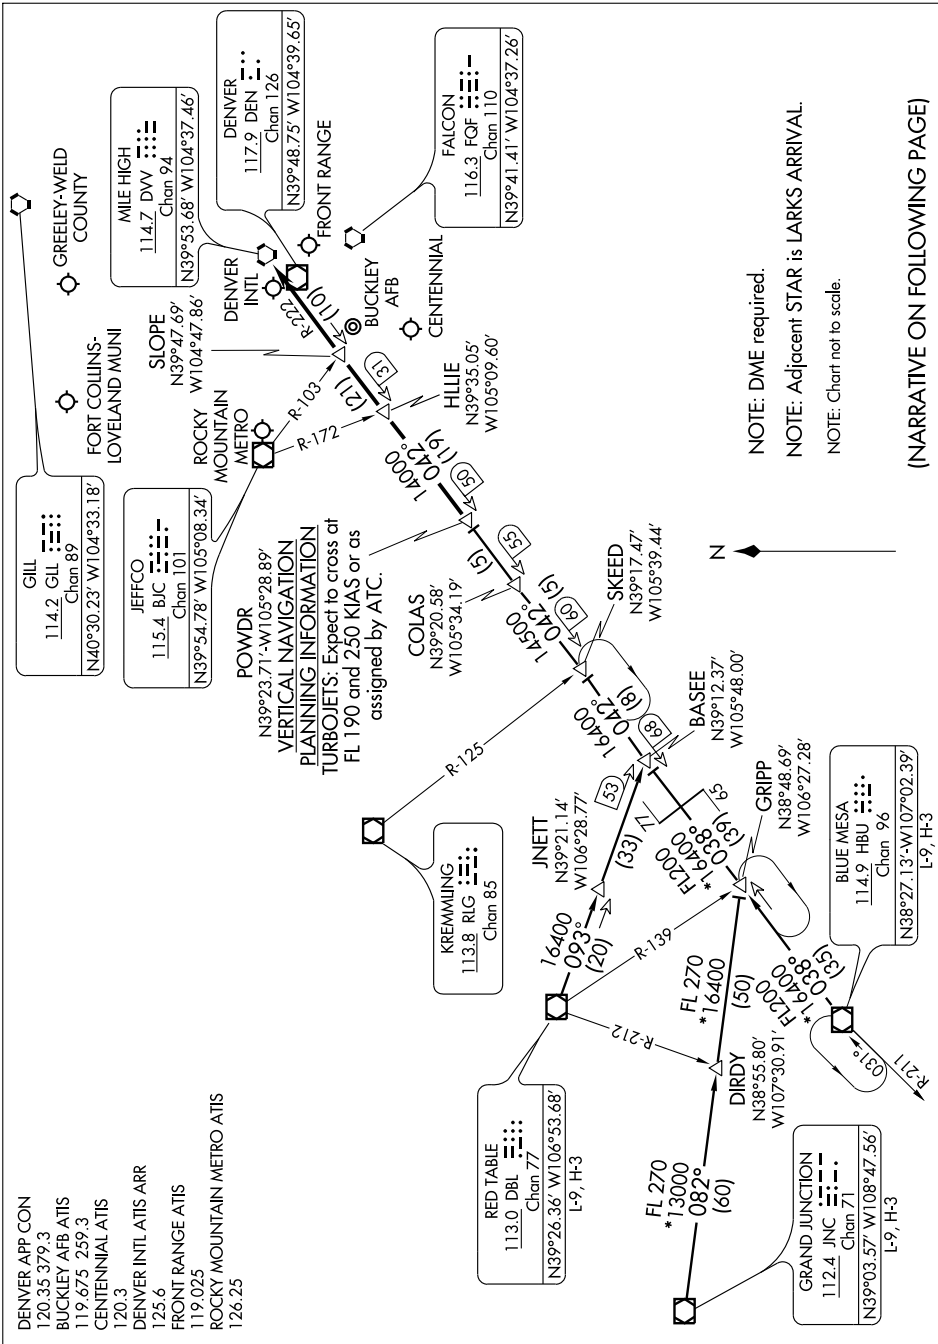 DENVER APP CON
120.35 379.3
BUCKLEY AFB ATIS
119.675 259.3
CENTENNIAL ATIS
120.3
DENVER INTL ATIS ARR
125.6
FRONT RANGE ATIS
119.025
ROCKY MOUNTAIN METRO ATIS
126.25
GILL
114.2 GLL
Chan 89
N40°30.23' W104°33.18'
GREELEY-WELD
COUNTY
FORT COLLINS-
LOVELAND MUNI
MILE HIGH
114.7 DVV
Chan 94
N39°53.68' W104°37.46'
DENVER
117.9 DEN
Chan 126
N39°48.75' W104°39.65'
JEFFCO
115.4 BJC
Chan 101
N39°54.78' W105°08.34'
ROCKY
MOUNTAIN
METRO
SLOPE
N39°47.69'
W104°47.86'
DENVER
INTL
FRONT RANGE
R-222
(10)
R-103
R-172
BUCKLEY
AFB
CENTENNIAL
FALCON
116.3 FQF
Chan 110
N39°41.41' W104°37.26'
(21)
31
HLLIE
N39°35.05'
W105°09.60'
14000
042°
(19)
50
POWDR
N39°23.71'-W105°28.89'
VERTICAL NAVIGATION
PLANNING INFORMATION
TURBOJETS: Expect to cross at
FL 190 and 250 KIAS or as
assigned by ATC.
(5)
55
COLAS
N39°20.58'
W105°34.19'
14500
042°
(5)
60
SKEED
N39°17.47'
W105°39.44'
R-125
KREMMLING
113.8 RLG
Chan 85
16400
042°
(8)
68
BASEE
N39°12.37'
W105°48.00'
53
JNETT
N39°21.14'
W106°28.77'
(33)
77
65
FL200
*16400
038°
(39)
GRIPP
N38°48.69'
W106°27.28'
16400
093°
(20)
R-139
R-212
RED TABLE
113.0 DBL
Chan 77
N39°26.36' W106°53.68'
L-9, H-3
FL 270
*16400
(50)
FL200
*16400
038°
(35)
BLUE MESA
114.9 HBU
Chan 96
N38°27.13'-W107°02.39'
L-9, H-3
031°
R-211
DIRDY
N38°55.80'
W107°30.91'
FL 270
*13000
082°
(60)
GRAND JUNCTION
112.4 JNC
Chan 71
N39°03.57' W108°47.56'
L-9, H-3
N
NOTE: DME required.
NOTE: Adjacent STAR is LARKS ARRIVAL.
NOTE: Chart not to scale.
(NARRATIVE ON FOLLOWING PAGE)